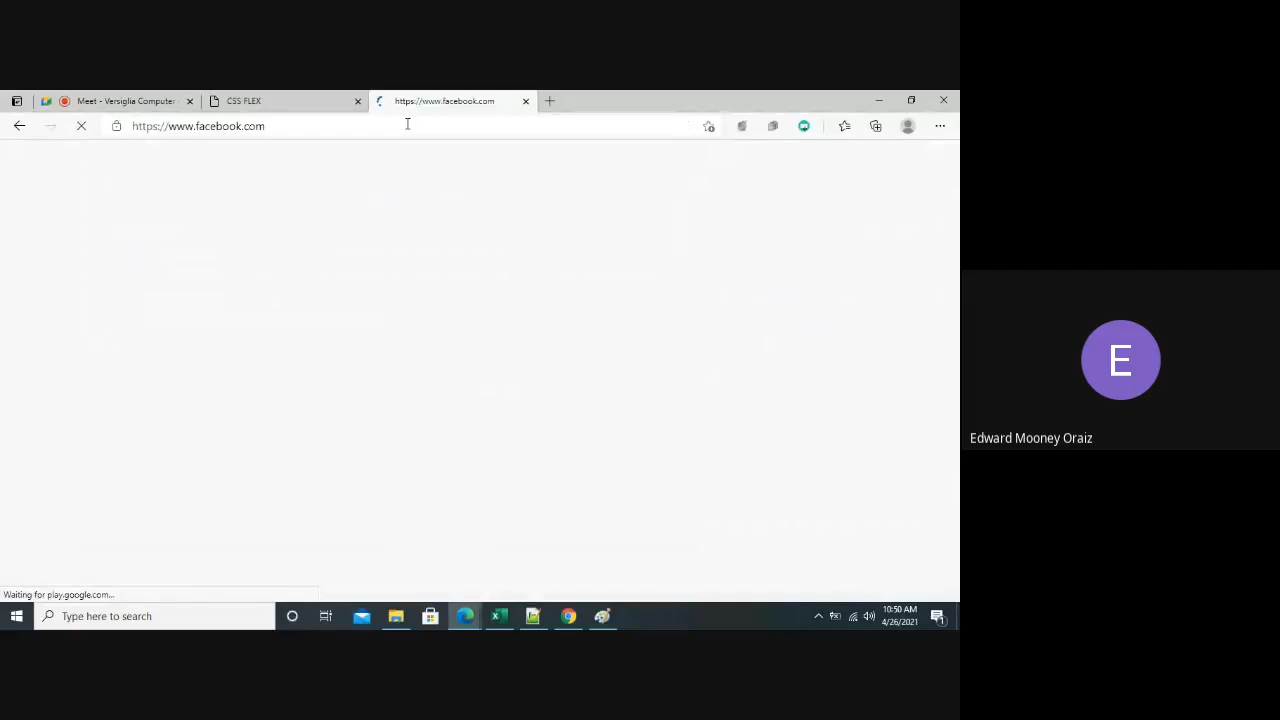 Meet - Versiglia Computer
CSS FLEX
https://www.facebook.com
https://www.facebook.com
E
Edward Mooney Oraiz
Waiting for play.google.com...
Type here to search
10:50 AM
4/26/2021
1